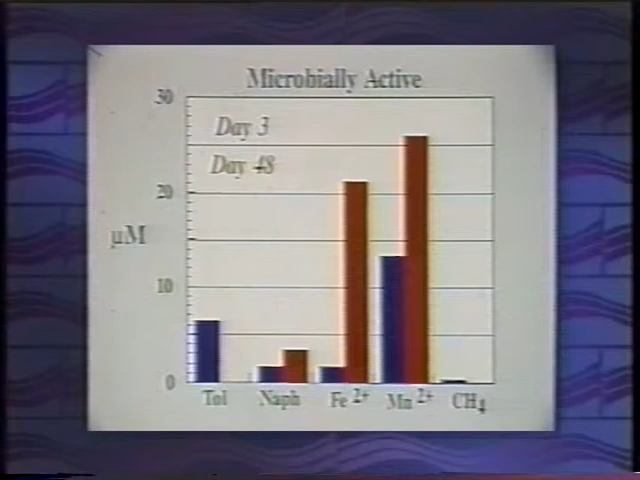 Microbially Active
30
Day 3
Day 48
20
µM
10
0
Tol Naph Fe 2+ Mn 2+ CH4